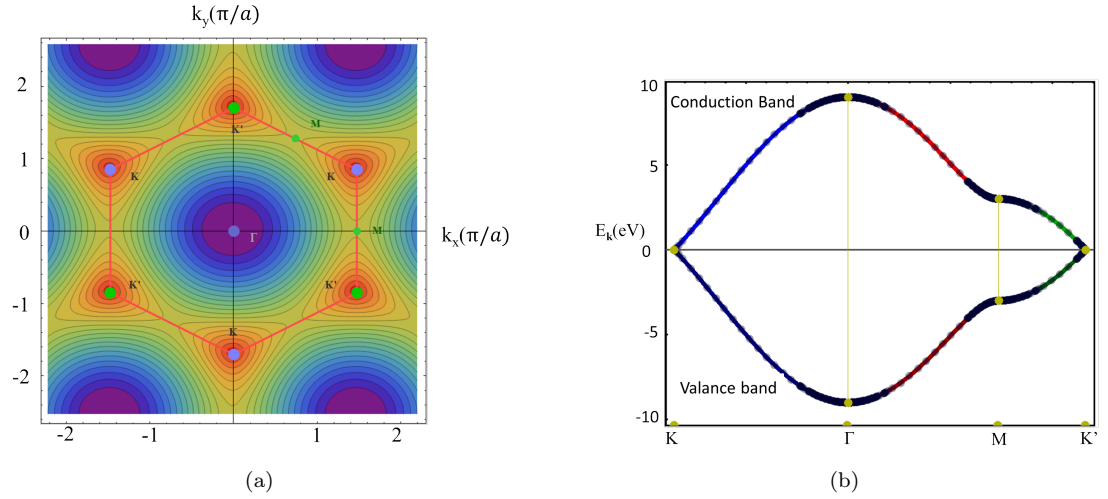 k_y(π/a)
2
1
0
-1
-2
-2
-1
1
2
k_x(π/a)
K'
M
K
K
Γ
M
K'
K'
K
(a)
10
5
0
-5
-10
E_k(eV)
Conduction Band
Valance band
K
Γ
M
K’
(b)